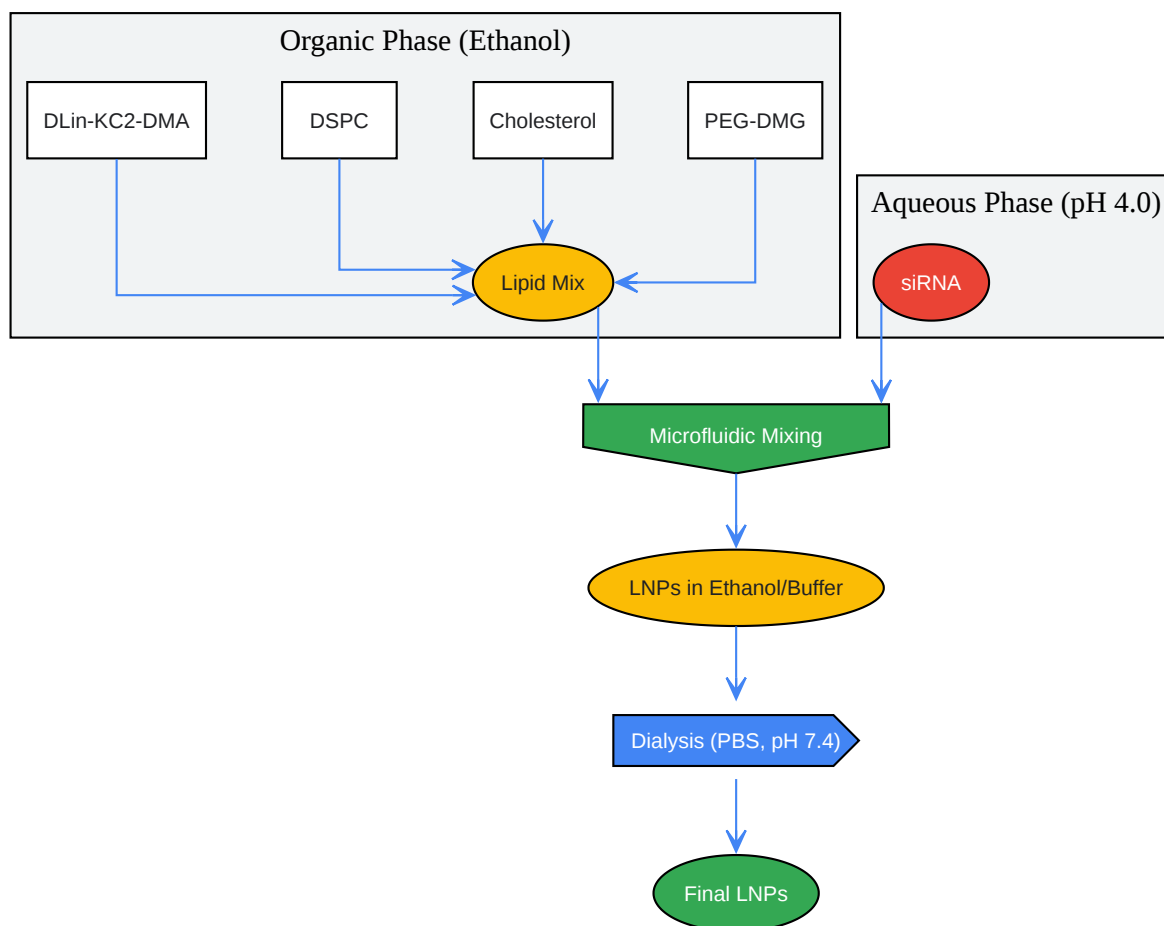 Organic Phase (Ethanol)
DLin-KC2-DMA
DSPC
Cholesterol
PEG-DMG
Aqueous Phase (pH 4.0)
Lipid Mix
siRNA
Microfluidic Mixing
LNPs in Ethanol/Buffer
Dialysis (PBS, pH 7.4)
Final LNPs